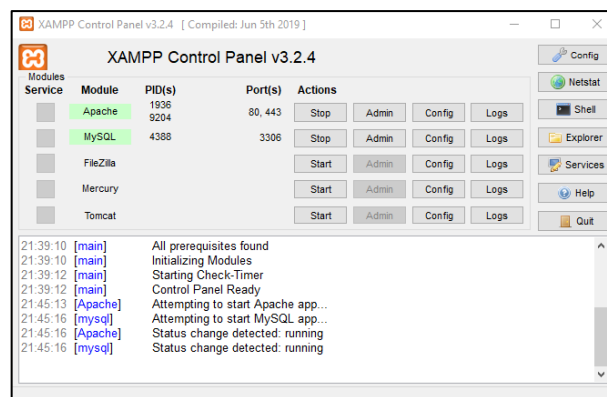 XAMPP Control Panel v3.2.4 [ Compiled: Jun 5th 2019 ]
XAMPP Control Panel v3.2.4
Config
Modules
Service Module PID(s) Port(s) Actions
Netstat
Apache 1936 9204 80, 443 Stop Admin Config Logs
Shell
MySQL 4388 3306 Stop Admin Config Logs
Explorer
FileZilla Start Admin Config Logs
Services
Mercury Start Admin Config Logs
Help
Tomcat Start Admin Config Logs
Quit
21:39:10 [main] All prerequisites found
21:39:10 [main] Initializing Modules
21:39:12 [main] Starting Check-Timer
21:39:12 [main] Control Panel Ready
21:45:13 [Apache] Attempting to start Apache app...
21:45:16 [mysql] Attempting to start MySQL app...
21:45:16 [Apache] Status change detected: running
21:45:16 [mysql] Status change detected: running